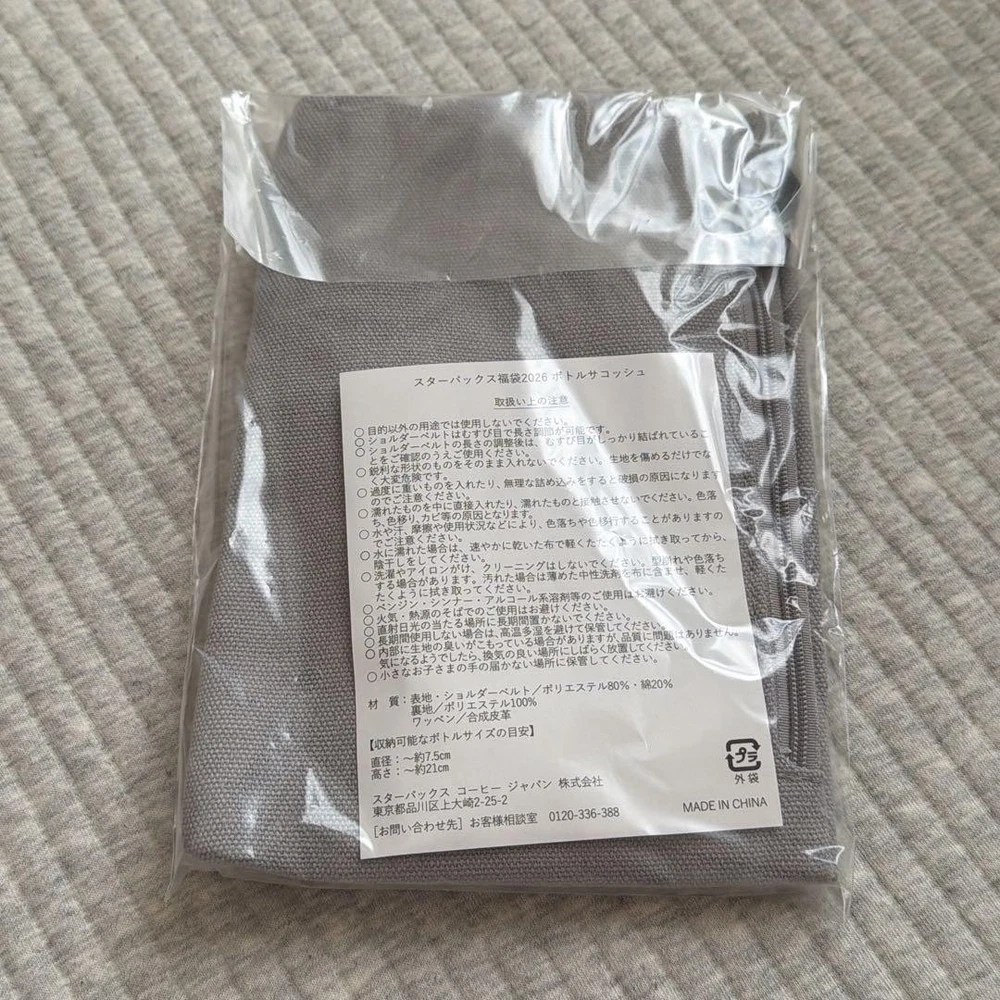 スターバックス福袋2026 ボトルサコッシュ
取扱い上の注意
○目的以外の用途では使用しないでください。
○ショルダーベルトはむすび目で長さ調節が可能です。
○ショルダーベルトの長さの調整後は、むすび目がしっかり結ばれているこ
とをご確認のうえご使用ください。
○鋭利な形状のものをそのまま入れないでください。生地を傷めるだけでな
く大変危険です。
○過度に重いものを入れたり、無理な詰め込みをすると破損の原因になります
のでご注意ください。
○濡れたものを中に直接入れたり、濡れたものと接触させないでください。色落
ち、色移り、カビ等の原因となります。
○水や汗、摩擦や使用状況などにより、色落ちや色移行することがありますの
でご注意ください。
○水に濡れた場合は、速やかに乾いた布で軽くたたくように拭き取ってから、
陰干しをしてください。
○洗濯やアイロンがけ、クリーニングはしないでください。型崩れや色落ち
する場合があります。汚れた場合は薄めた中性洗剤を布に含ませ、軽くた
たくように拭き取ってください。
○ベンジン・シンナー・アルコール系溶剤等のご使用はお避けください。
○火気・熱源のそばでのご使用はお避けください。
○直射日光の当たる場所に長期間置かないでください。
○長期間使用しない場合は、高温多湿を避けて保管してください。
○内部に生地の臭いがこもっている場合がありますが、品質に問題はありません。
気になるようでしたら、換気の良い場所にしばらく放置してください。
○小さなお子さまの手の届かない場所に保管してください。
材 質：表地・ショルダーベルト／ポリエステル80%・綿20%
裏地／ポリエステル100%
ワッペン／合成皮革
【収納可能なボトルサイズの目安】
直径：～約7.5cm
高さ：～約21cm
スターバックス コーヒー ジャパン 株式会社
東京都品川区上大崎2-25-2
［お問い合わせ先］お客様相談室 0120-336-388
プラ
外袋
MADE IN CHINA